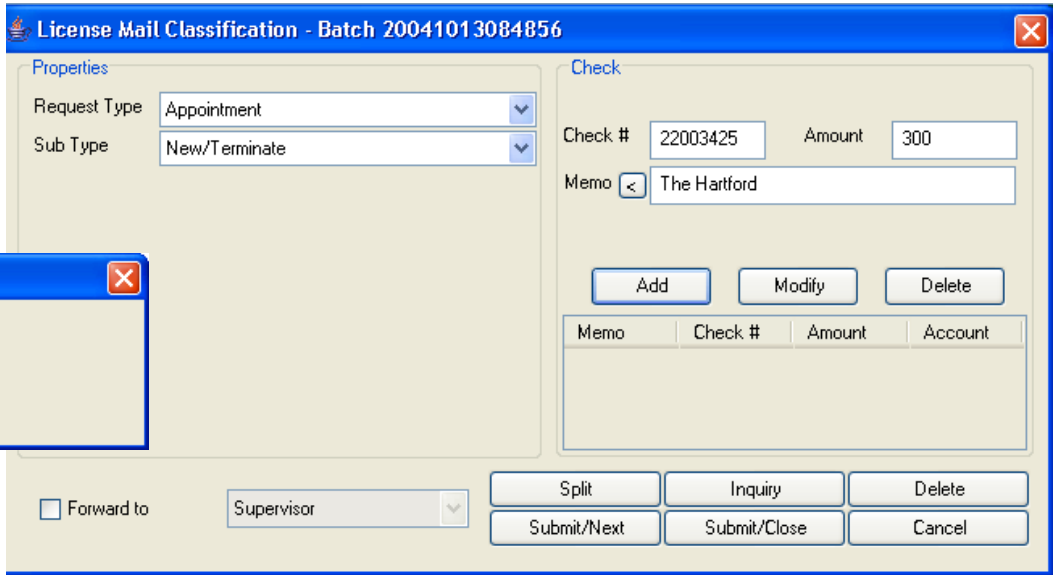 License Mail Classification - Batch 20041013084856
Properties
Request Type Appointment
Sub Type New/Terminate
Check
Check # 22003425 Amount 300
Memo < The Hartford
Add Modify Delete
Memo Check # Amount Account
Forward to Supervisor
Split Inquiry Delete
Submit/Next Submit/Close Cancel